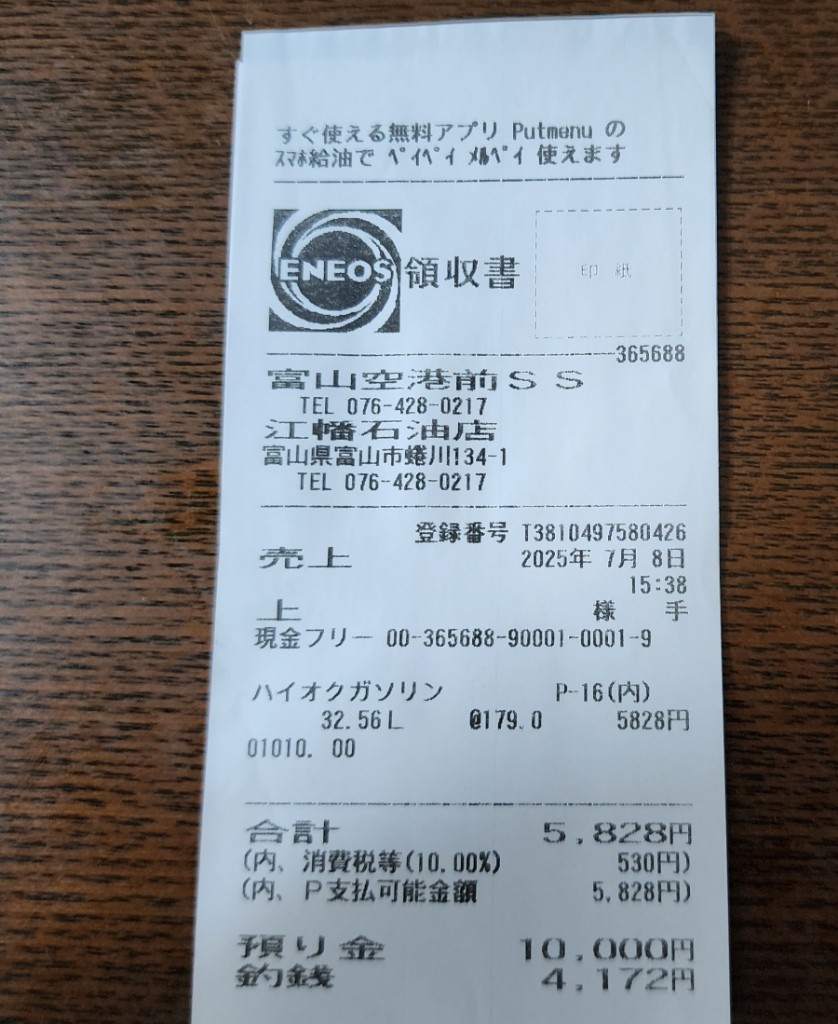 すぐ使える無料アプリ Putmenu の
スマホ給油で ペイペイ メルペイ 使えます
ENEOS 領収書 印 紙
365688
富山空港前SS
TEL 076-428-0217
江幡石油店
富山県富山市蜷川134-1
TEL 076-428-0217
登録番号 T3810497580426
売上 2025年 7月 8日
15:38
上 様 手
現金フリー 00-365688-90001-0001-9
ハイオクガソリン P-16(内)
32.56L @179.0 5828円
01010. 00
合計 5,828円
(内、消費税等(10.00%) 530円)
(内、P支払可能金額 5,828円)
預り金 10,000円
釣銭 4,172円